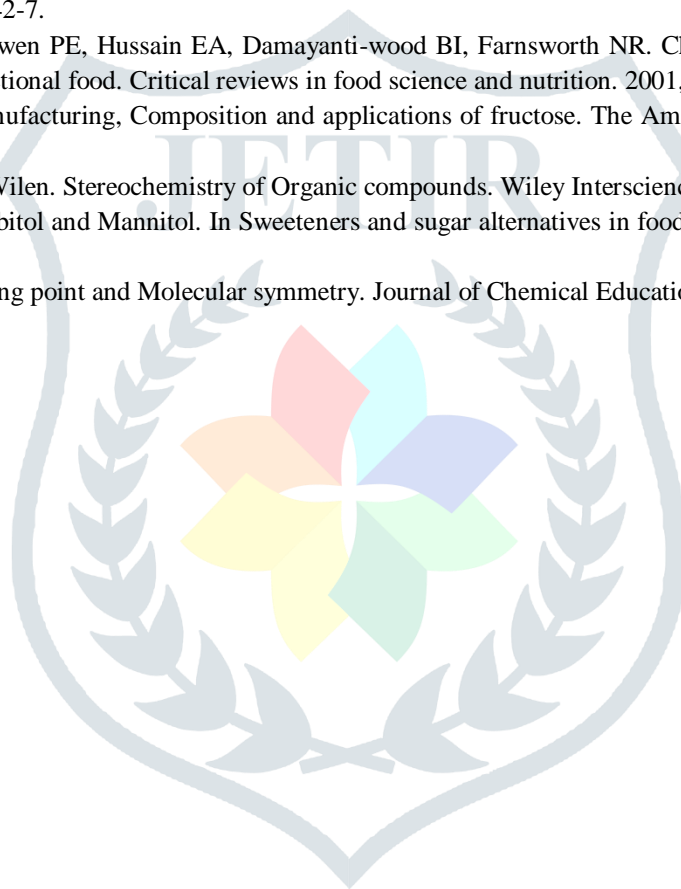 2-7.
wen PE, Hussain EA, Damayanti-wood BI, Farnsworth NR.
tional food. Critical reviews in food science and nutrition. 2001,
nufacturing, Composition and applications of fructose. The Am
JETIR
Wilen. Stereochemistry of Organic compounds. Wiley Interscienc
bitol and Mannitol. In Sweeteners and sugar alternatives in food
ng point and Molecular symmetry. Journal of Chemical Educatio